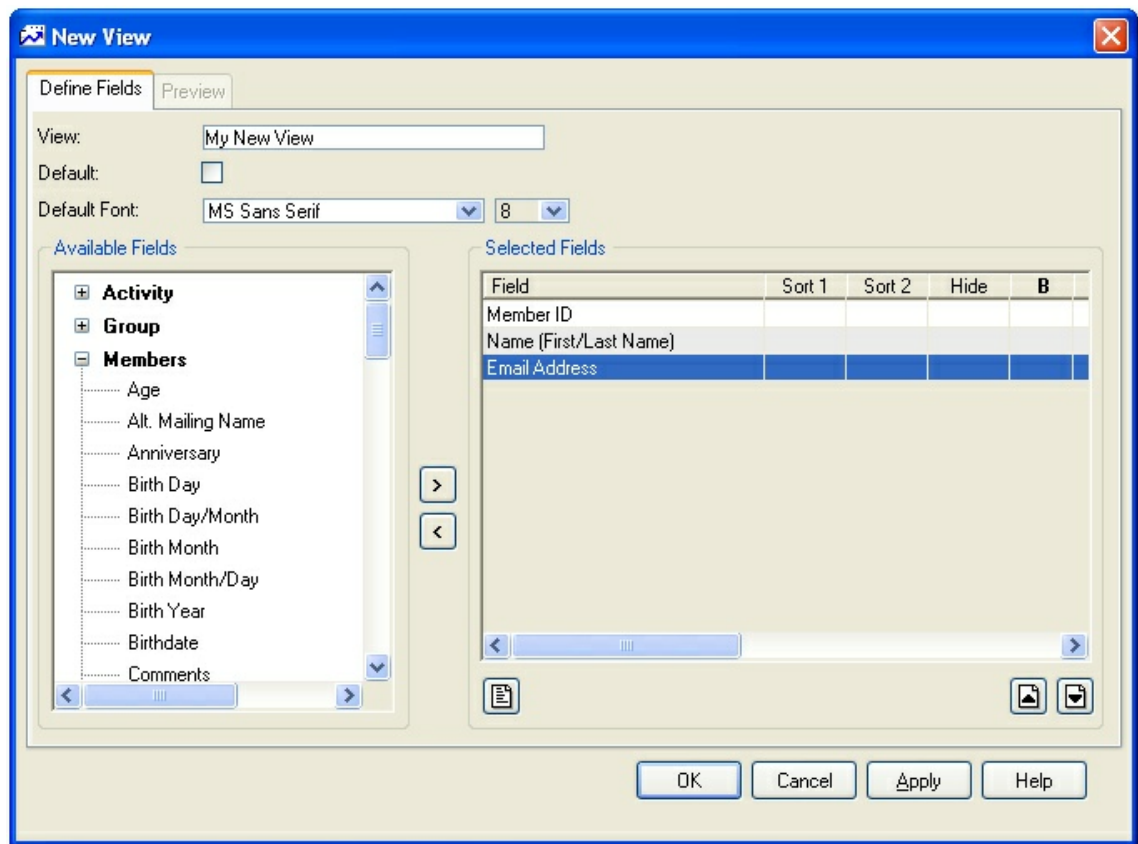 New View
Define Fields Preview
View: My New View
Default:
Default Font: MS Sans Serif 8
Available Fields
Activity
Group
Members
Age
Alt. Mailing Name
Anniversary
Birth Day
Birth Day/Month
Birth Month
Birth Month/Day
Birth Year
Birthdate
Comments
>
<
Selected Fields
Field Sort 1 Sort 2 Hide B
Member ID
Name (First/Last Name)
Email Address
OK Cancel Apply Help